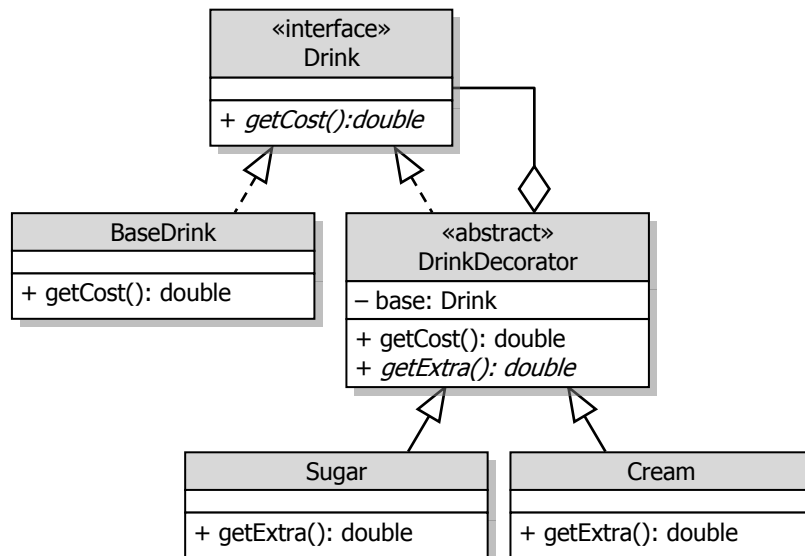 «interface»
Drink
+ getCost():double
BaseDrink
+ getCost(): double
«abstract»
DrinkDecorator
– base: Drink
+ getCost(): double
+ getExtra(): double
Sugar
+ getExtra(): double
Cream
+ getExtra(): double